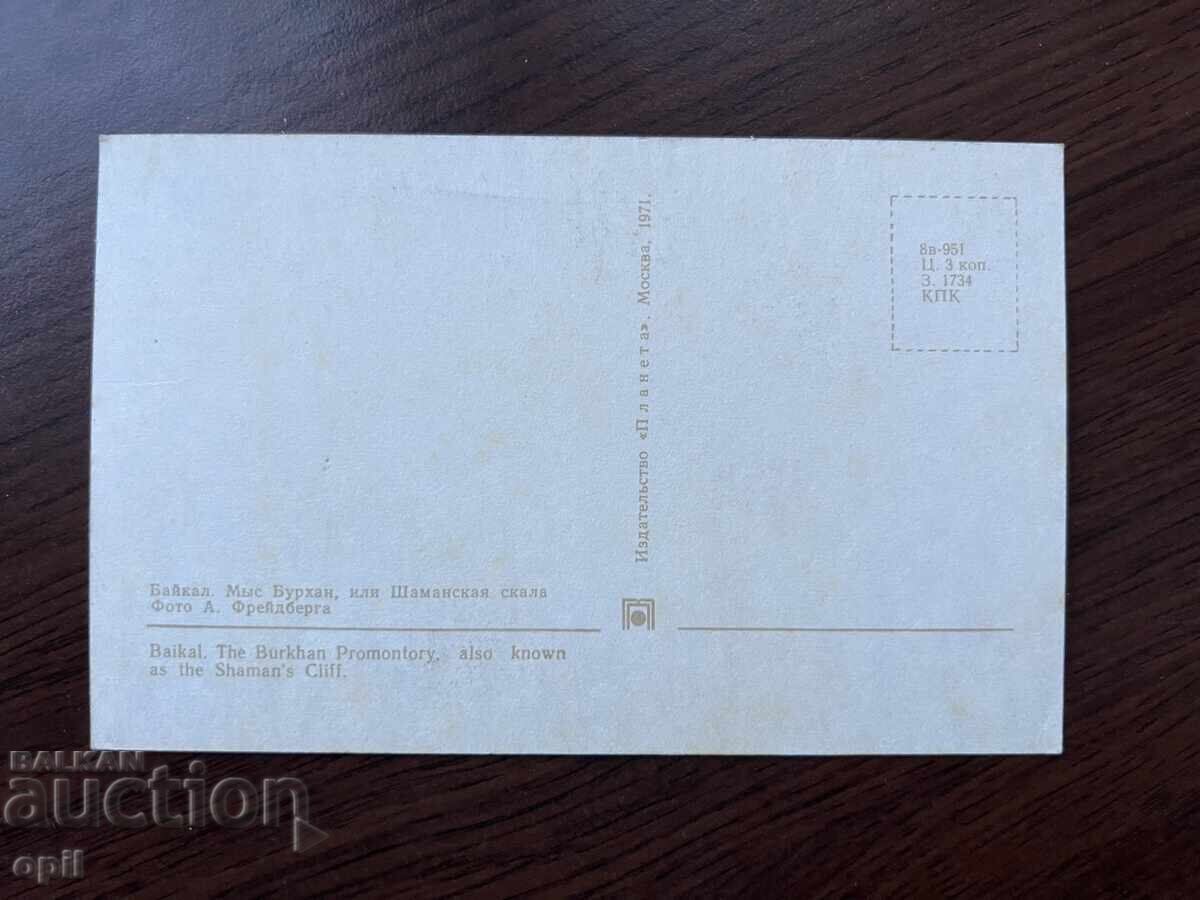 Издательство «Планета». Москва, 1971.
8в-951
Ц. 3 коп.
З. 1734
КПК
Байкал. Мыс Бурхан, или Шаманская скала
Фото А. Фрейдберга
Baikal. The Burkhan Promontory, also known
as the Shaman's Cliff.
BALKAN
auction
opil